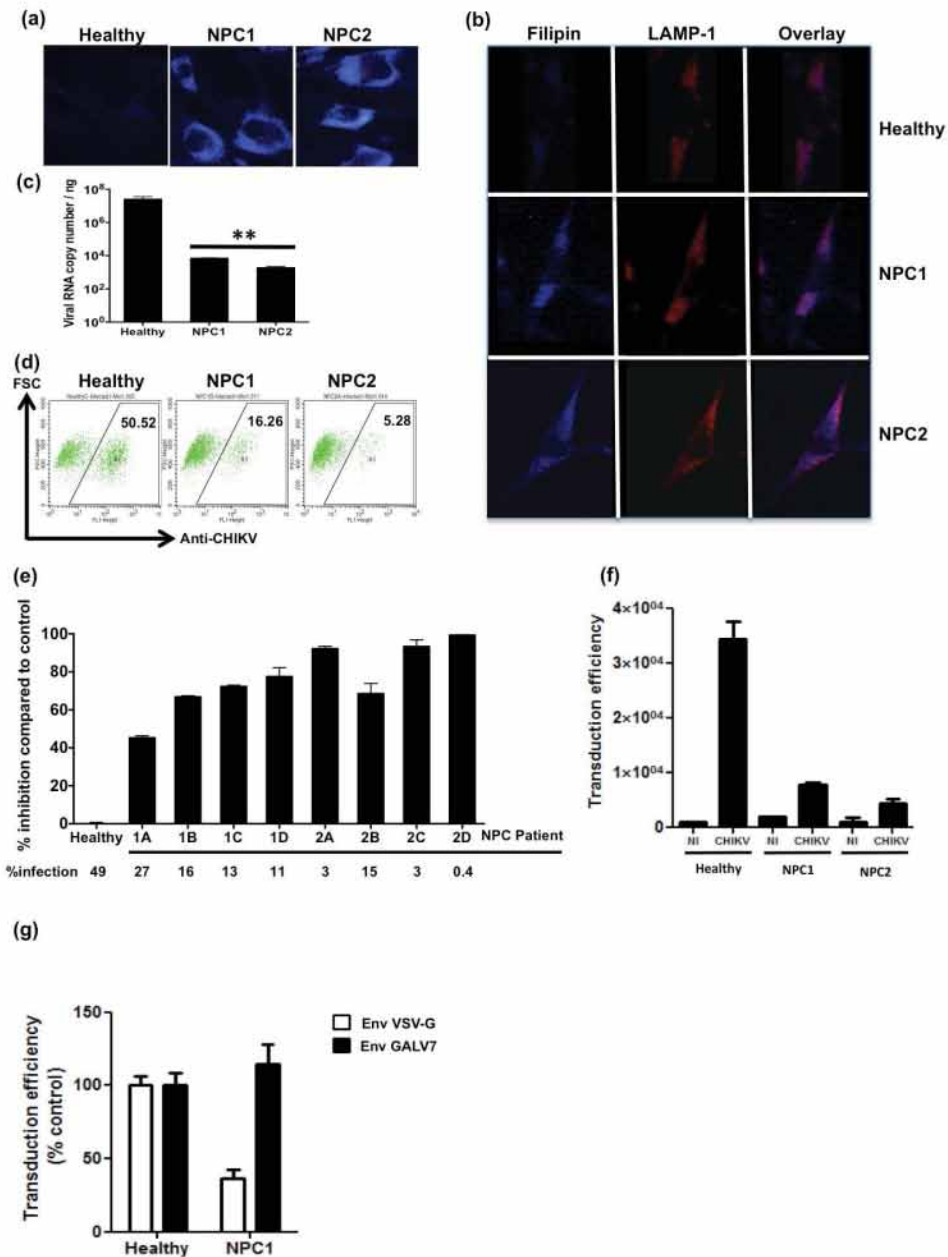 (a)
Healthy NPC1 NPC2
(b)
Filipin LAMP-1 Overlay
Healthy
NPC1
NPC2
(c)
Viral RNA copy number / ng
10^8
10^6
10^4
10^2
10^0
**
Healthy NPC1 NPC2
(d)
FSC
Healthy NPC1 NPC2
50.52 16.26 5.28
Anti-CHIKV
(e)
% inhibition compared to control
100
80
60
40
20
0
Healthy 1A 1B 1C 1D 2A 2B 2C 2D NPC Patient
%infection 49 27 16 13 11 3 15 3 0.4
(f)
Transduction efficiency
4×10^04
3×10^04
2×10^04
1×10^04
0
NI CHIKV NI CHIKV NI CHIKV
Healthy NPC1 NPC2
(g)
Transduction efficiency
(% control)
150
100
50
0
Env VSV-G
Env GALV7
Healthy NPC1